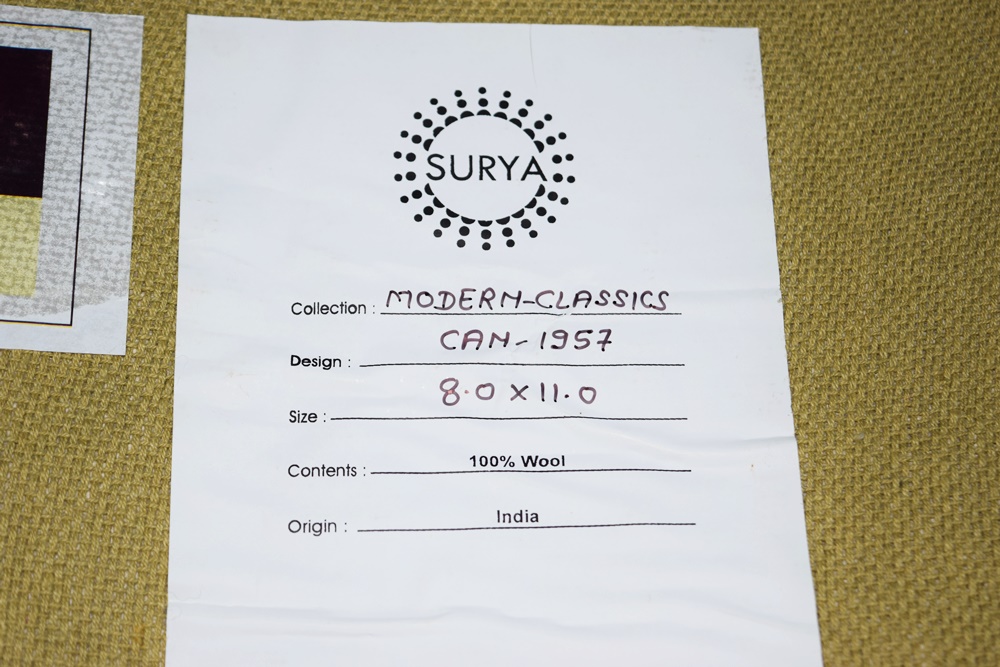 SURYA
Collection : MODERN-CLASSICS
Design : CAN-1957
Size : 8.0 X 11.0
Contents : 100% Wool
Origin : India